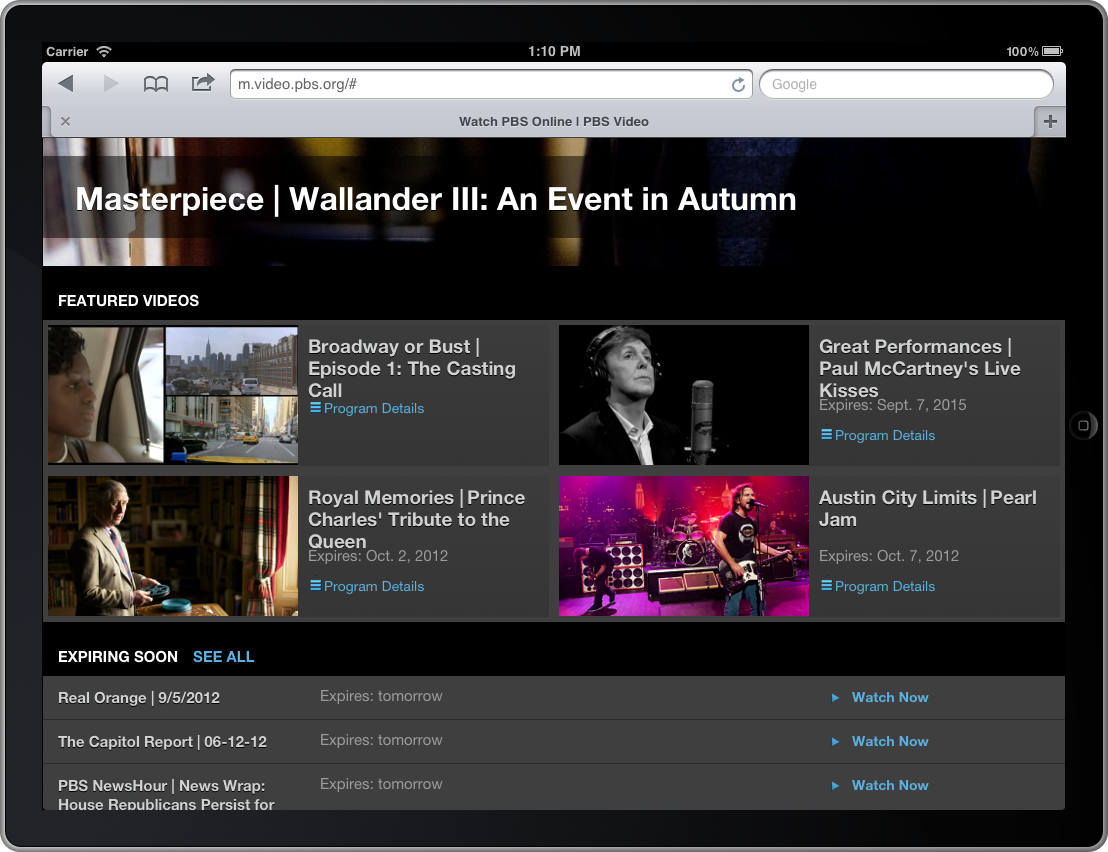 Carrier 1:10 PM 100%
m.video.pbs.org/# Google
Watch PBS Online | PBS Video
Masterpiece | Wallander III: An Event in Autumn
FEATURED VIDEOS
Broadway or Bust |
Episode 1: The Casting
Call
Program Details
Great Performances |
Paul McCartney's Live
Kisses
Expires: Sept. 7, 2015
Program Details
Royal Memories | Prince
Charles' Tribute to the
Queen
Expires: Oct. 2, 2012
Program Details
Austin City Limits | Pearl
Jam
Expires: Oct. 7, 2012
Program Details
EXPIRING SOON SEE ALL
Real Orange | 9/5/2012 Expires: tomorrow Watch Now
The Capitol Report | 06-12-12 Expires: tomorrow Watch Now
PBS NewsHour | News Wrap: Expires: tomorrow Watch Now
House Republicans Persist for